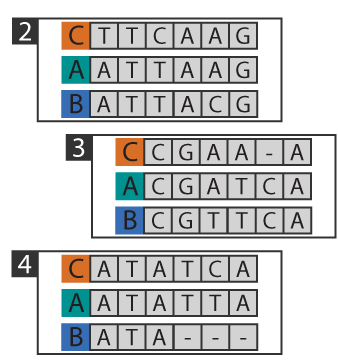 2
C T T C A A G
A A T T A A G
B A T T A C G
3
C C G A A - A
A C G A T C A
B C G T T C A
4
C A T A T C A
A A T A T T A
B A T A - - -